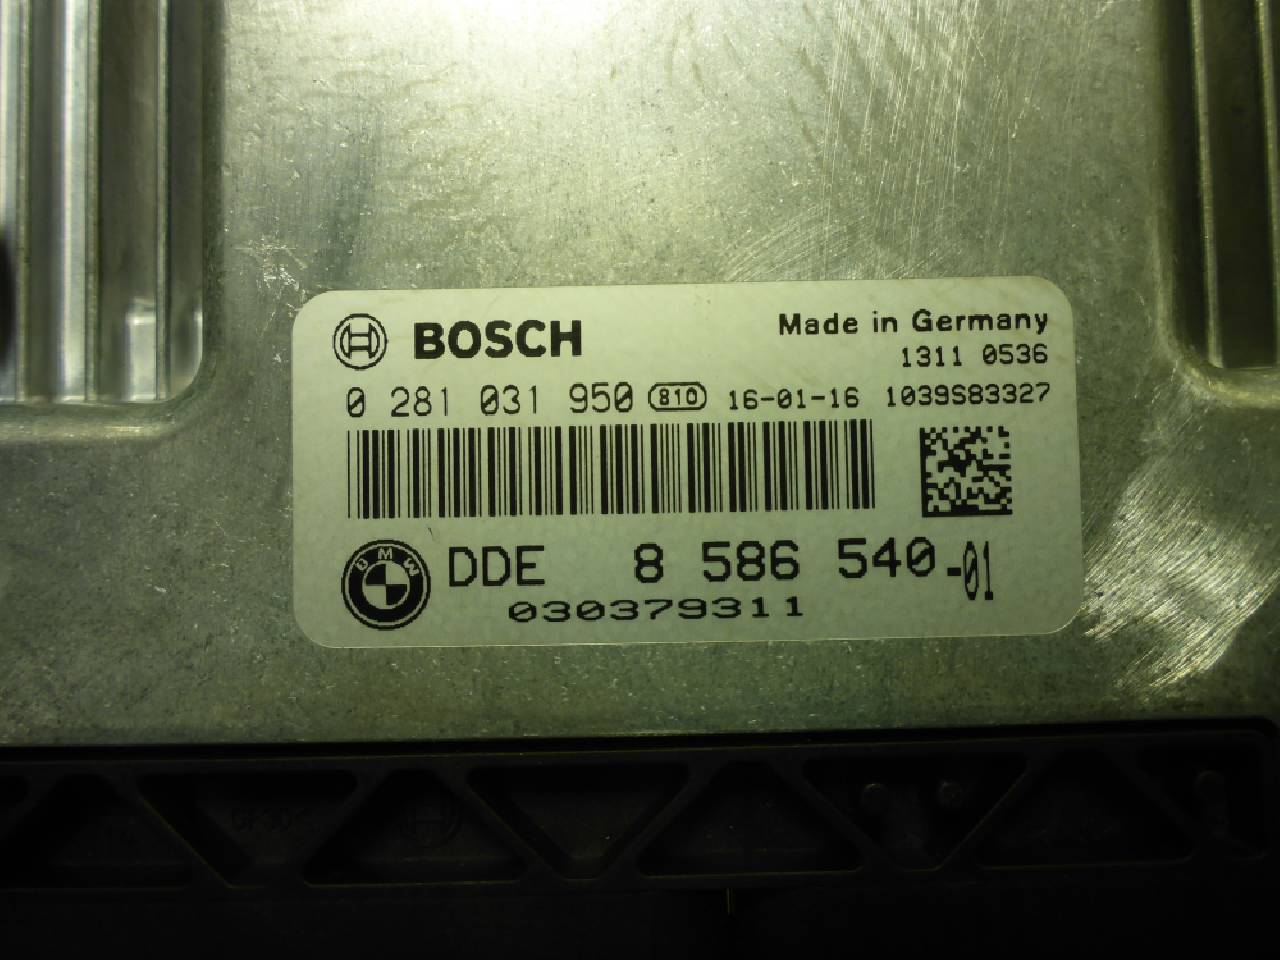 BOSCH
Made in Germany
1311 0536
0 281 031 950 810 16-01-16 1039S83327
BMW DDE 8 586 540-01
030379311